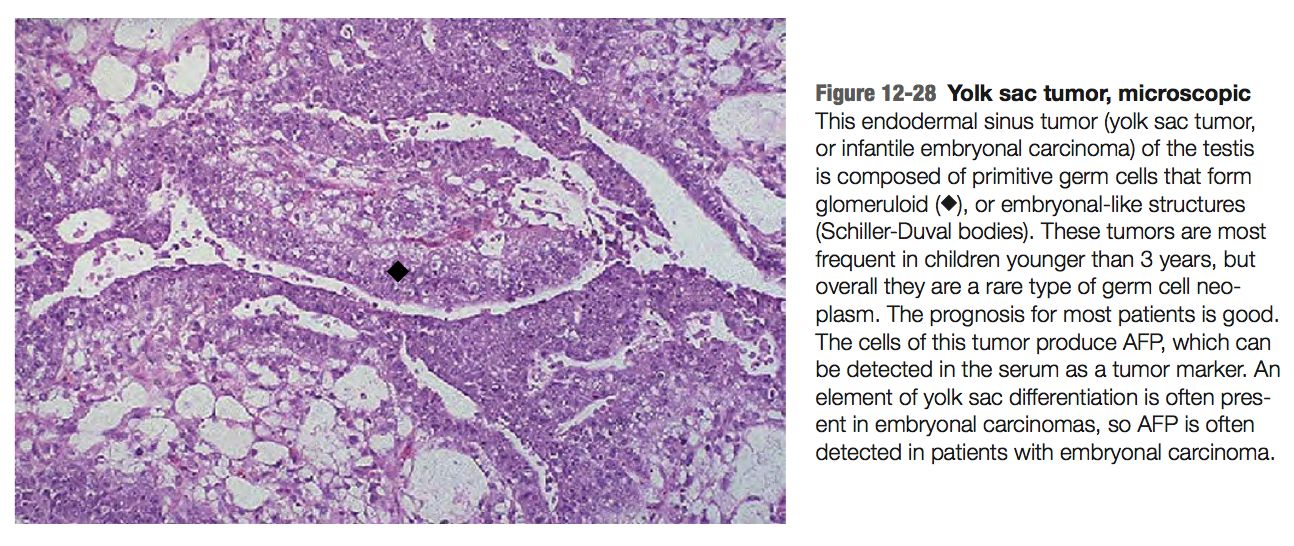 Figure 12-28 Yolk sac tumor, microscopic
This endodermal sinus tumor (yolk sac tumor,
or infantile embryonal carcinoma) of the testis
is composed of primitive germ cells that form
glomeruloid (◆), or embryonal-like structures
(Schiller-Duval bodies). These tumors are most
frequent in children younger than 3 years, but
overall they are a rare type of germ cell neo-
plasm. The prognosis for most patients is good.
The cells of this tumor produce AFP, which can
be detected in the serum as a tumor marker. An
element of yolk sac differentiation is often pres-
ent in embryonal carcinomas, so AFP is often
detected in patients with embryonal carcinoma.